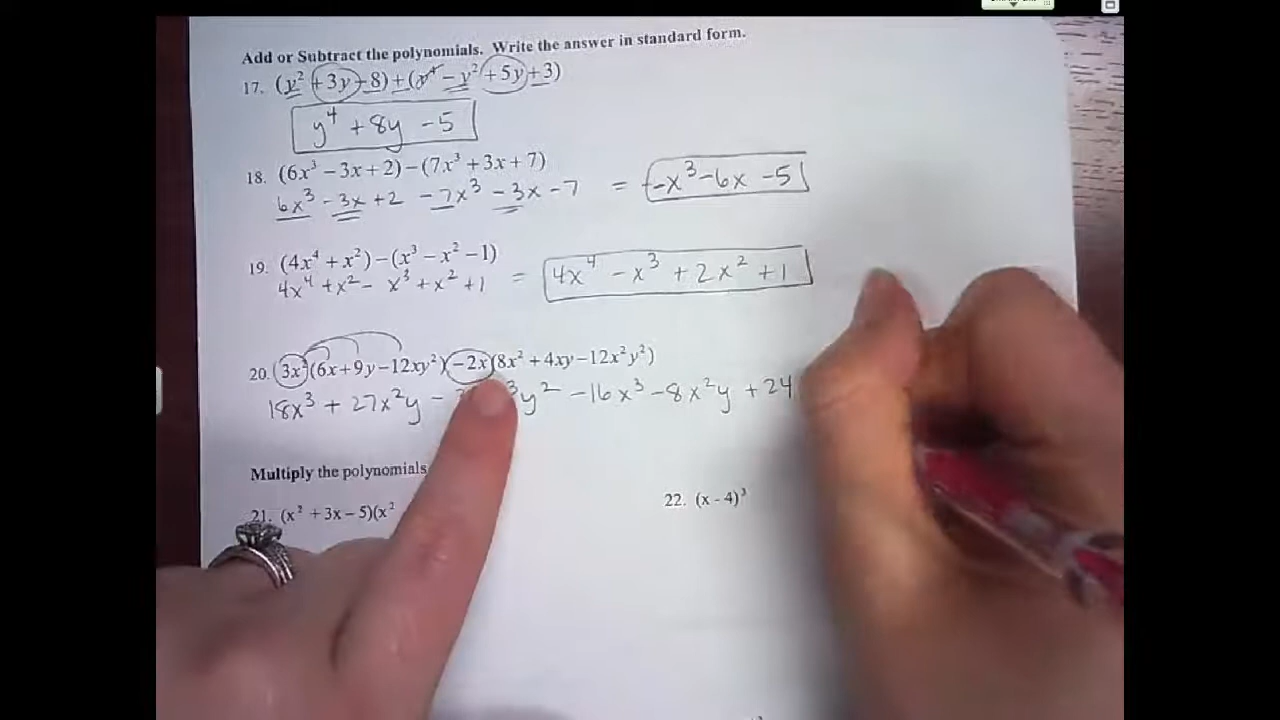 Add or Subtract the polynomials. Write the answer in standard form.
17. (y² +3y−8)+(x⁴ − y² +5y+3)
y⁴ + 8y − 5
18. (6x³ − 3x + 2) − (7x³ + 3x + 7)
6x³ − 3x + 2 − 7x³ − 3x − 7 = −x³ − 6x − 5
19. (4x⁴ + x²) − (x³ − x² − 1)
4x⁴ + x² − x³ + x² + 1 = 4x⁴ − x³ + 2x² + 1
20. (3x²(6x + 9y − 12xy²) −2x(8x² + 4xy − 12x²y²)
18x³ + 27x²y − ³y² − 16x³ − 8x²y + 24
Multiply the polynomials
21. (x² + 3x − 5)(x²
22. (x - 4)³